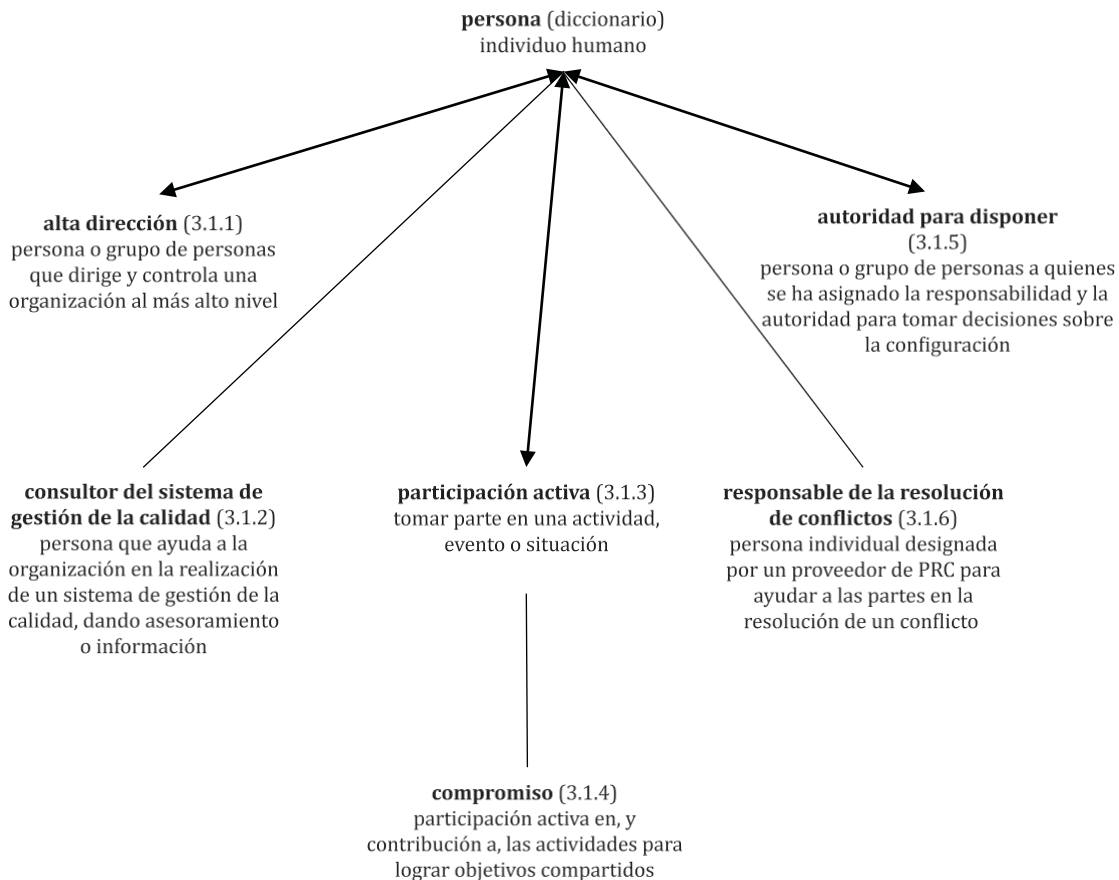 persona (diccionario)
individuo humano
alta dirección (3.1.1)
persona o grupo de personas
que dirige y controla una
organización al más alto nivel
autoridad para disponer
(3.1.5)
persona o grupo de personas a quienes
se ha asignado la responsabilidad y la
autoridad para tomar decisiones sobre
la configuración
consultor del sistema de
gestión de la calidad (3.1.2)
persona que ayuda a la
organización en la realización
de un sistema de gestión de la
calidad, dando asesoramiento
o información
participación activa (3.1.3)
tomar parte en una actividad,
evento o situación
responsable de la resolución
de conflictos (3.1.6)
persona individual designada
por un proveedor de PRC para
ayudar a las partes en la
resolución de un conflicto
compromiso (3.1.4)
participación activa en, y
contribución a, las actividades para
lograr objetivos compartidos